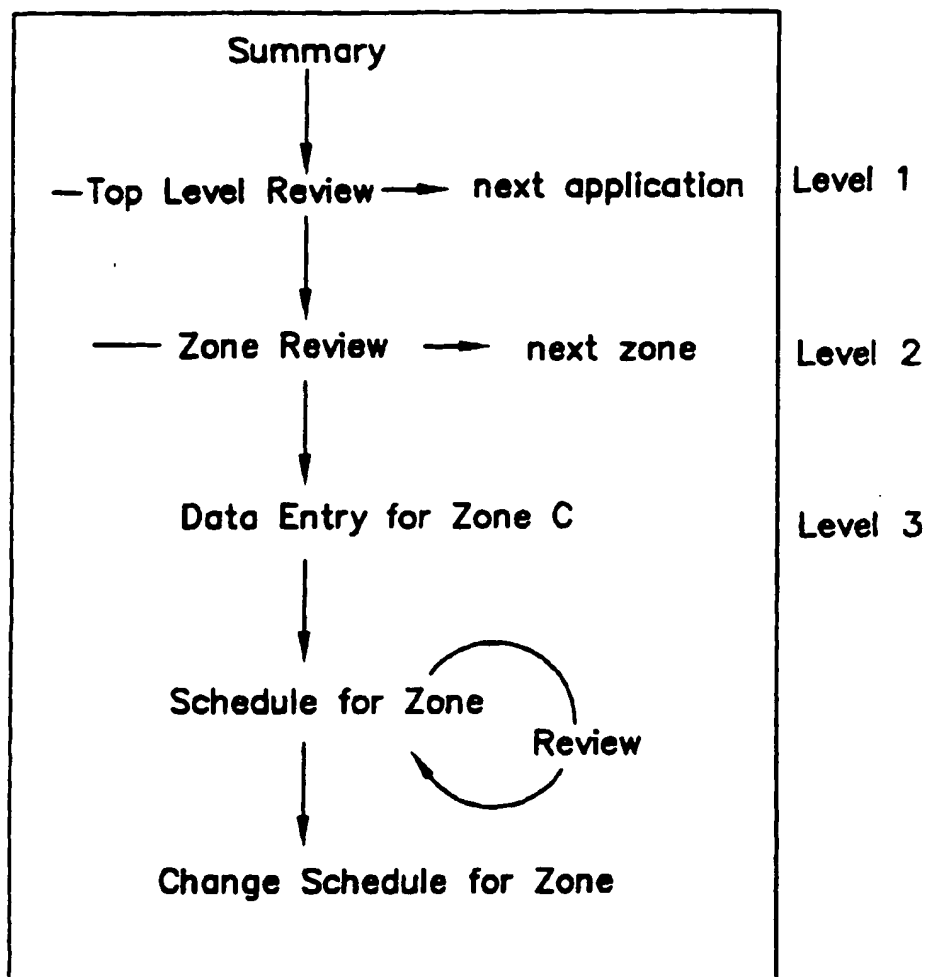 Summary
Top Level Review next application Level 1
Zone Review next zone Level 2
Data Entry for Zone C Level 3
Schedule for Zone
Review
Change Schedule for Zone